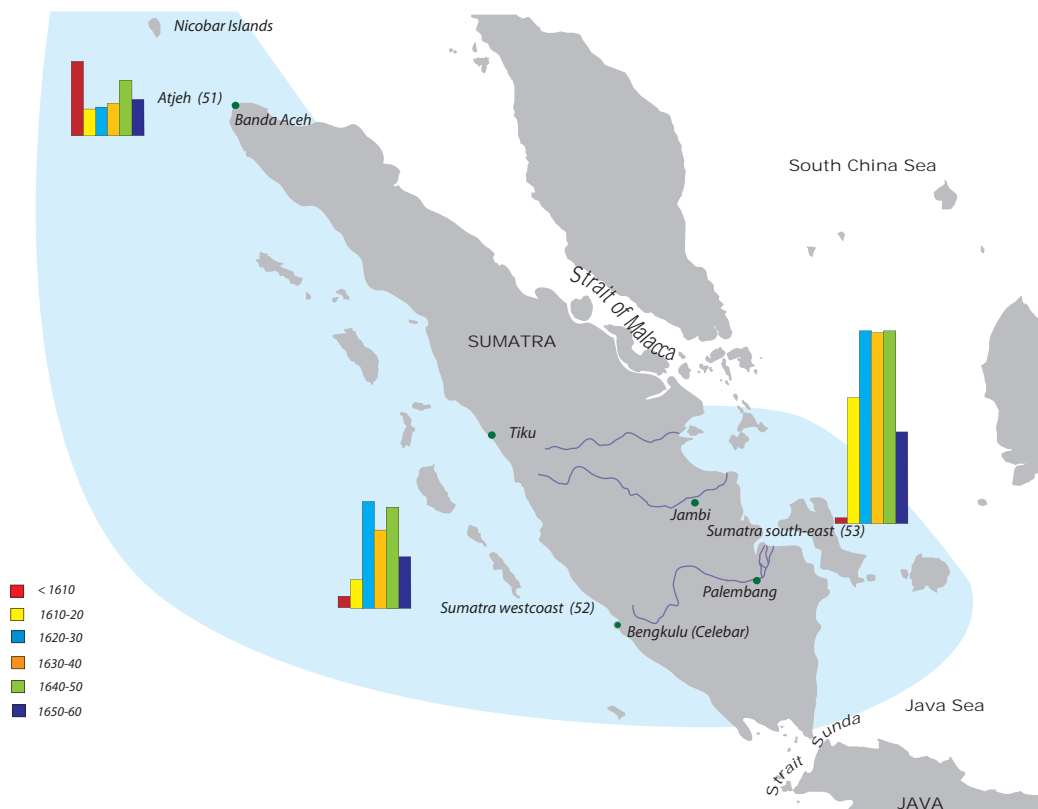 Nicobar Islands
Atjeh (51)
Banda Aceh
South China Sea
Strait of Malacca
SUMATRA
Tiku
Jambi
Sumatra south-east (53)
Palembang
Sumatra westcoast (52)
Bengkulu (Celebar)
< 1610
1610-20
1620-30
1630-40
1640-50
1650-60
Java Sea
Strait Sunda
JAVA